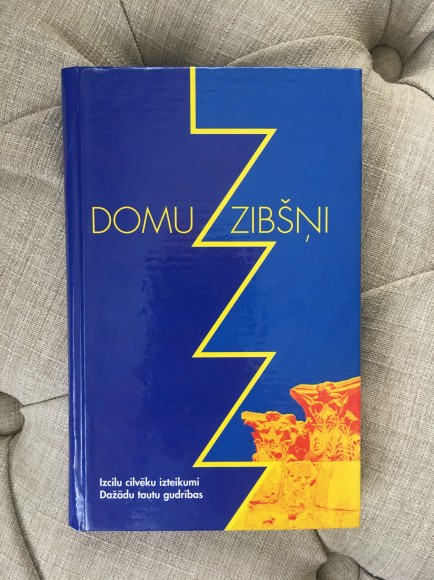 DOMU ZIBŠŅI
Izcilu cilvēku izteikumi
Dažādu tautu gudrības